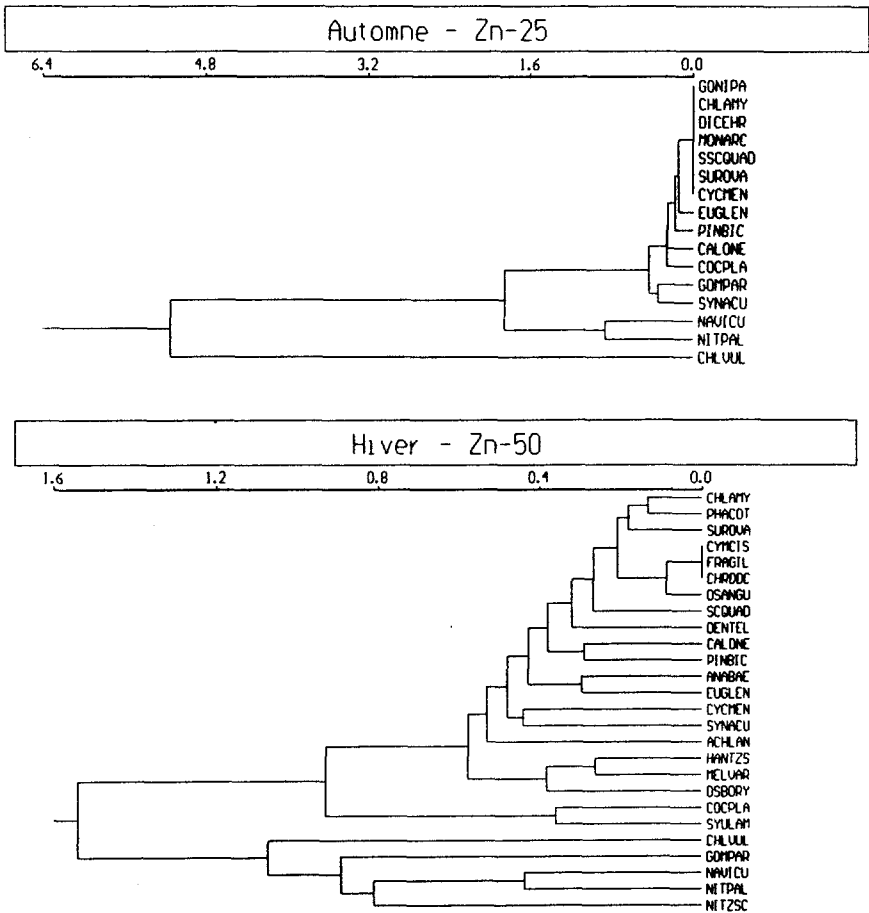 Automne - Zn-25
6.4 4.8 3.2 1.6 0.0
GONIPA
CHLAMY
DICEHR
MONARC
SSCQUAD
SUROVA
CYCMEN
EUGLEN
PINBIC
CALONE
COCPLA
GOMPAR
SYNACU
NAVICU
NITPAL
CHLVUL
Hiver - Zn-50
1.6 1.2 0.8 0.4 0.0
CHLAMY
PHACOT
SUROVA
CYMCIS
FRAGIL
CHRODC
OSANGU
SCQUAD
DENTEL
CALONE
PINBIC
ANABAE
EUGLEN
CYCMEN
SYNACU
ACHLAN
HANTZS
MELVAR
OSBORY
COCPLA
SYULAM
CHLVUL
GOMPAR
NAVICU
NITPAL
NITZSC